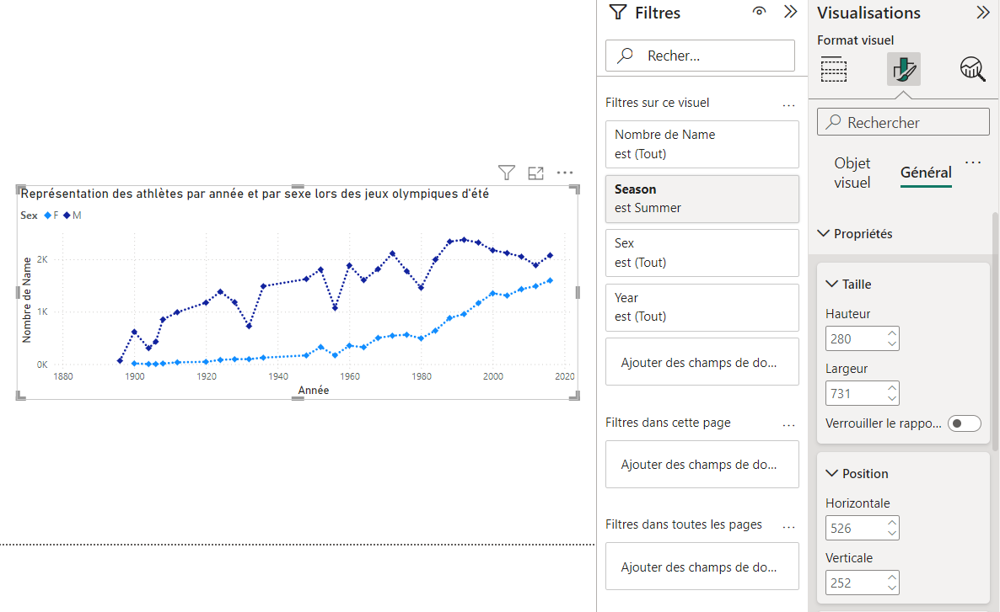 Représentation des athlètes par année et par sexe lors des jeux olympiques d'été
Sex F M
Nombre de Name
2K
1K
0K
1880 1900 1920 1940 1960 1980 2000 2020
Année
Filtres
Recher...
Filtres sur ce visuel ...
Nombre de Name
est (Tout)
Season
est Summer
Sex
est (Tout)
Year
est (Tout)
Ajouter des champs de do...
Filtres dans cette page ...
Ajouter des champs de do...
Filtres dans toutes les pages ...
Ajouter des champs de do...
Visualisations
Format visuel
Rechercher
Objet
visuel
Général
...
Propriétés
Taille
Hauteur
280
Largeur
731
Verrouiller le rappo...
Position
Horizontale
526
Verticale
252